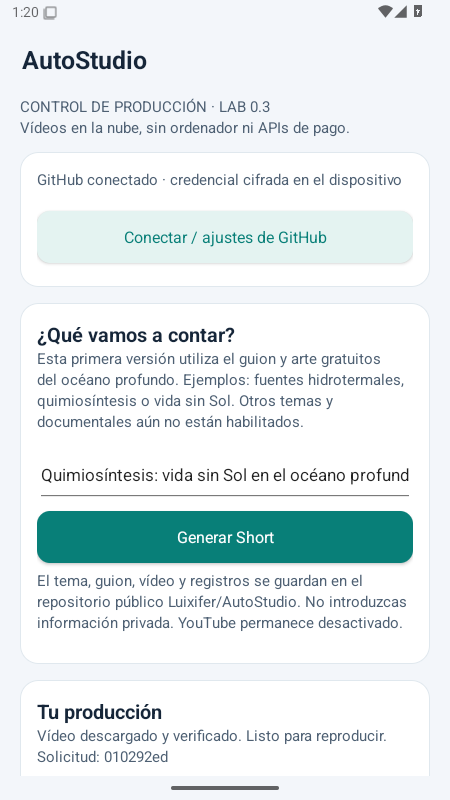 1:20
AutoStudio
CONTROL DE PRODUCCIÓN · LAB 0.3
Vídeos en la nube, sin ordenador ni APIs de pago.
GitHub conectado · credencial cifrada en el dispositivo
Conectar / ajustes de GitHub
¿Qué vamos a contar?
Esta primera versión utiliza el guion y arte gratuitos
del océano profundo. Ejemplos: fuentes hidrotermales,
quimiosíntesis o vida sin Sol. Otros temas y
documentales aún no están habilitados.
Quimiosíntesis: vida sin Sol en el océano profund
Generar Short
El tema, guion, vídeo y registros se guardan en el
repositorio público Luixifer/AutoStudio. No introduzcas
información privada. YouTube permanece desactivado.
Tu producción
Vídeo descargado y verificado. Listo para reproducir.
Solicitud: 010292ed